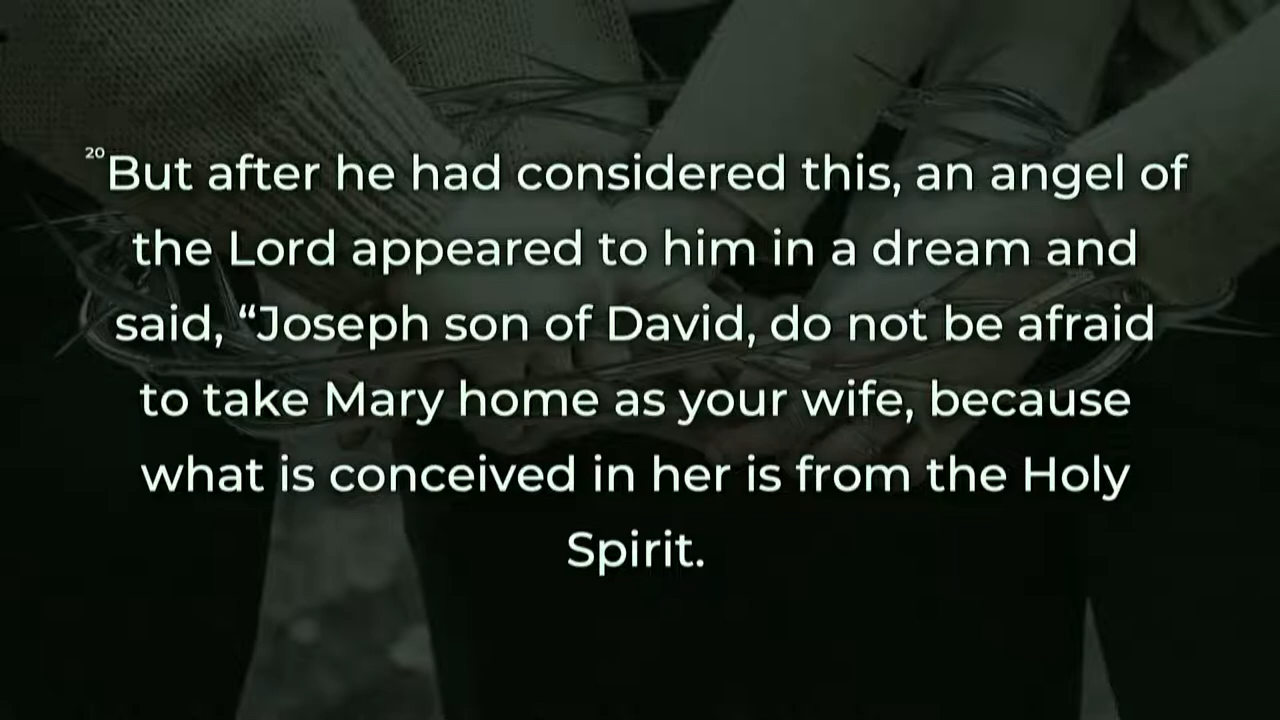 20But after he had considered this, an angel of
the Lord appeared to him in a dream and
said, “Joseph son of David, do not be afraid
to take Mary home as your wife, because
what is conceived in her is from the Holy
Spirit.